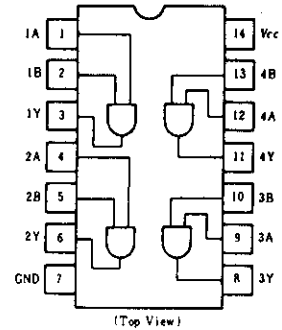 1A 1 14 Vcc
1B 2 13 4B
1Y 3 12 4A
2A 4 11 4Y
2B 5 10 3B
2Y 6 9 3A
GND 7 8 3Y
(Top View)